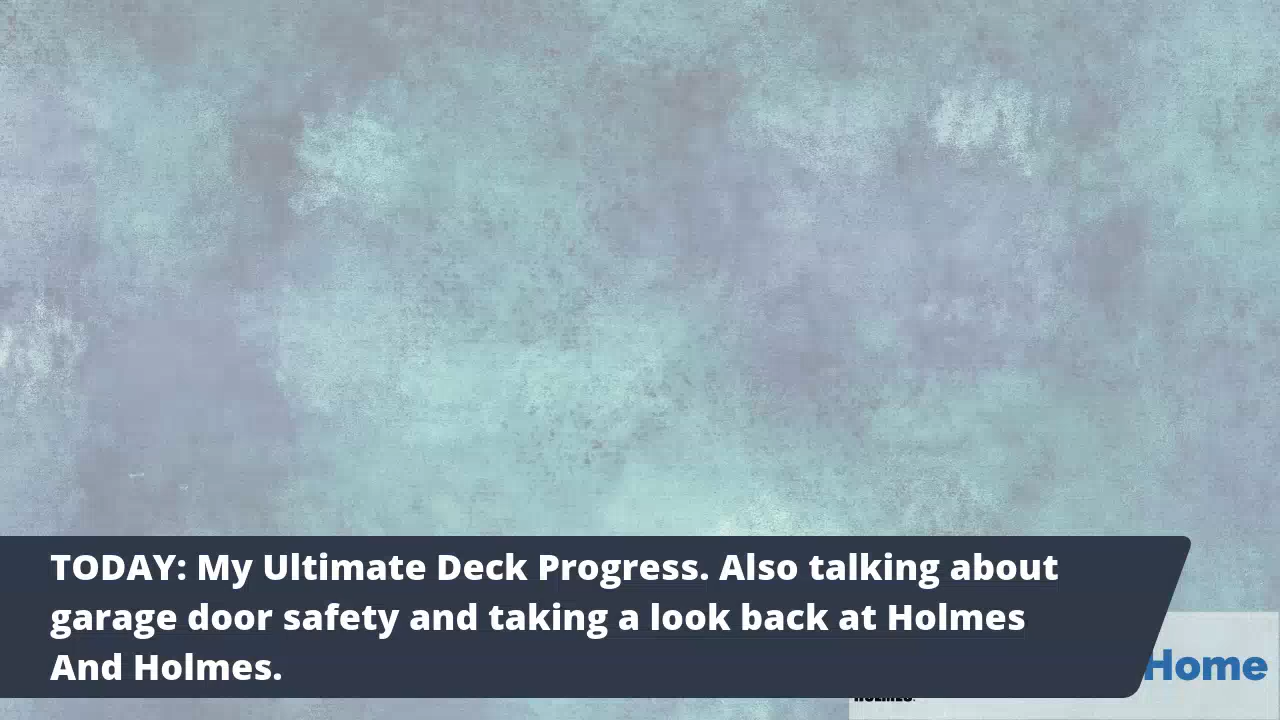 TODAY: My Ultimate Deck Progress. Also talking about
garage door safety and taking a look back at Holmes
And Holmes.
Home
HOLMES